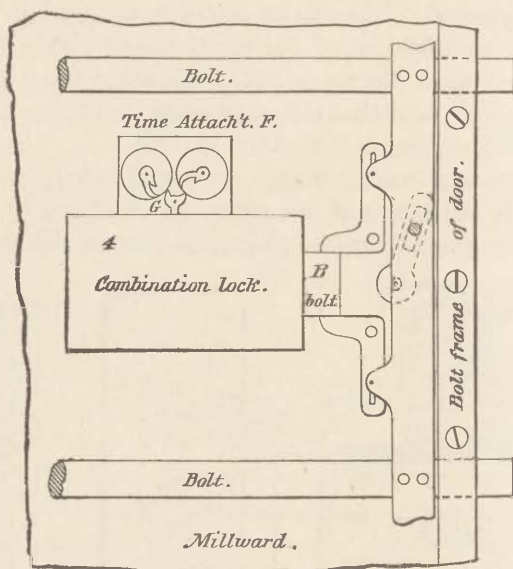 Bolt.
Time Attach't. F.
G
4
Combination lock.
B
bolt
Bolt frame of door.
Bolt.
Millward.